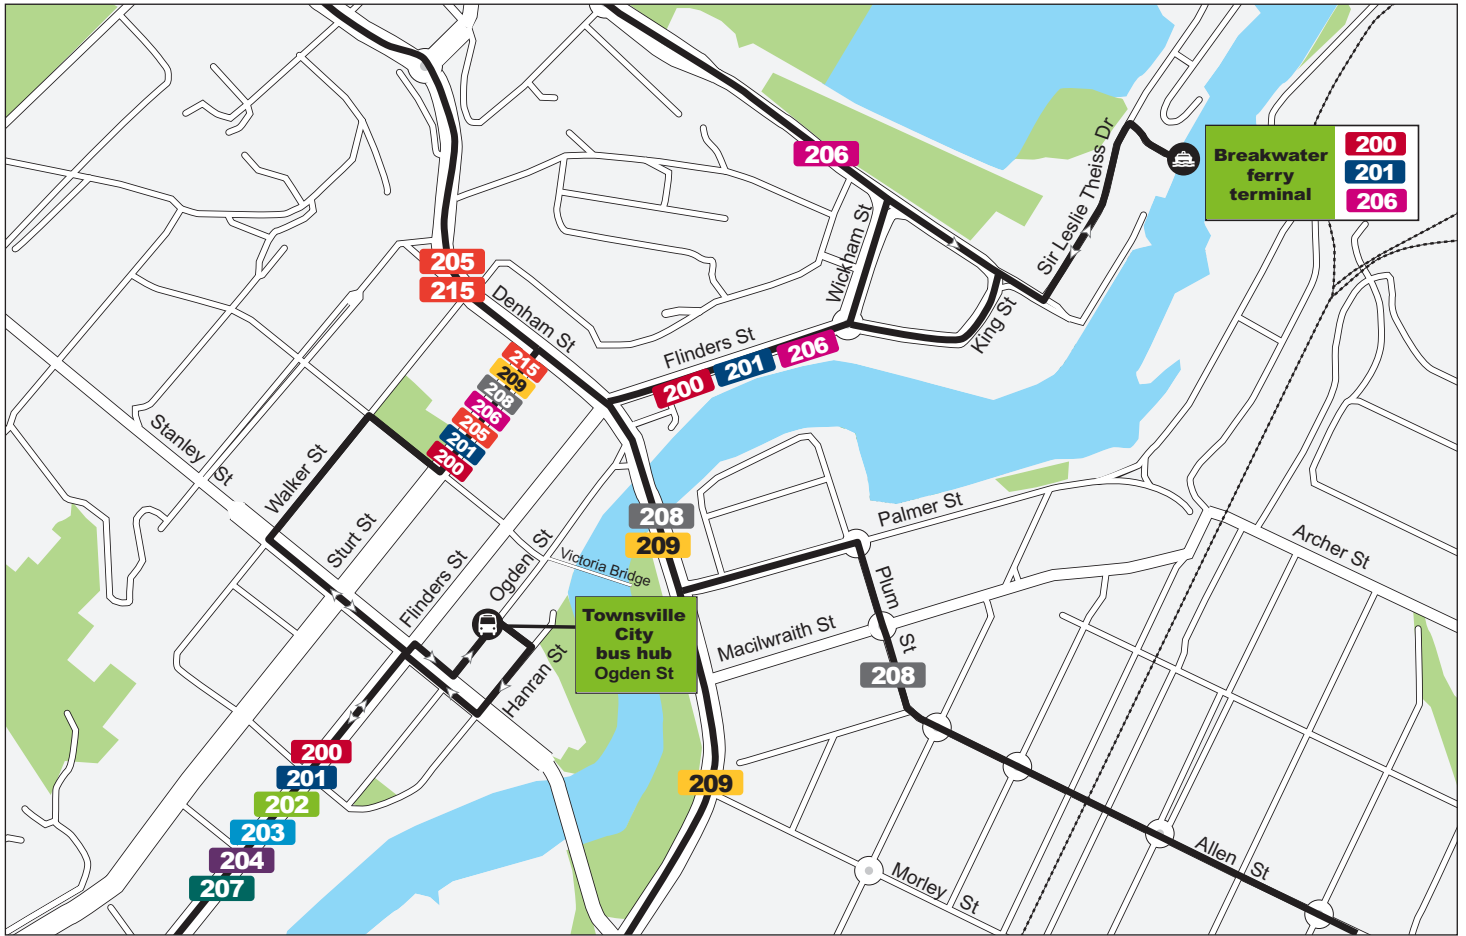 206
Sir Leslie Theiss Dr
Breakwater
ferry
terminal
200
201
206
Wickham St
205
215
Denham St
Flinders St
200
201
206
King St
215
209
208
206
205
201
200
Stanley St
Walker St
Sturt St
Flinders St
Ogden St
Victoria Bridge
208
209
Palmer St
Archer St
Plum St
Macilwraith St
Townsville
City
bus hub
Ogden St
Hanran St
208
200
201
202
203
204
207
209
Morley St
Allen St